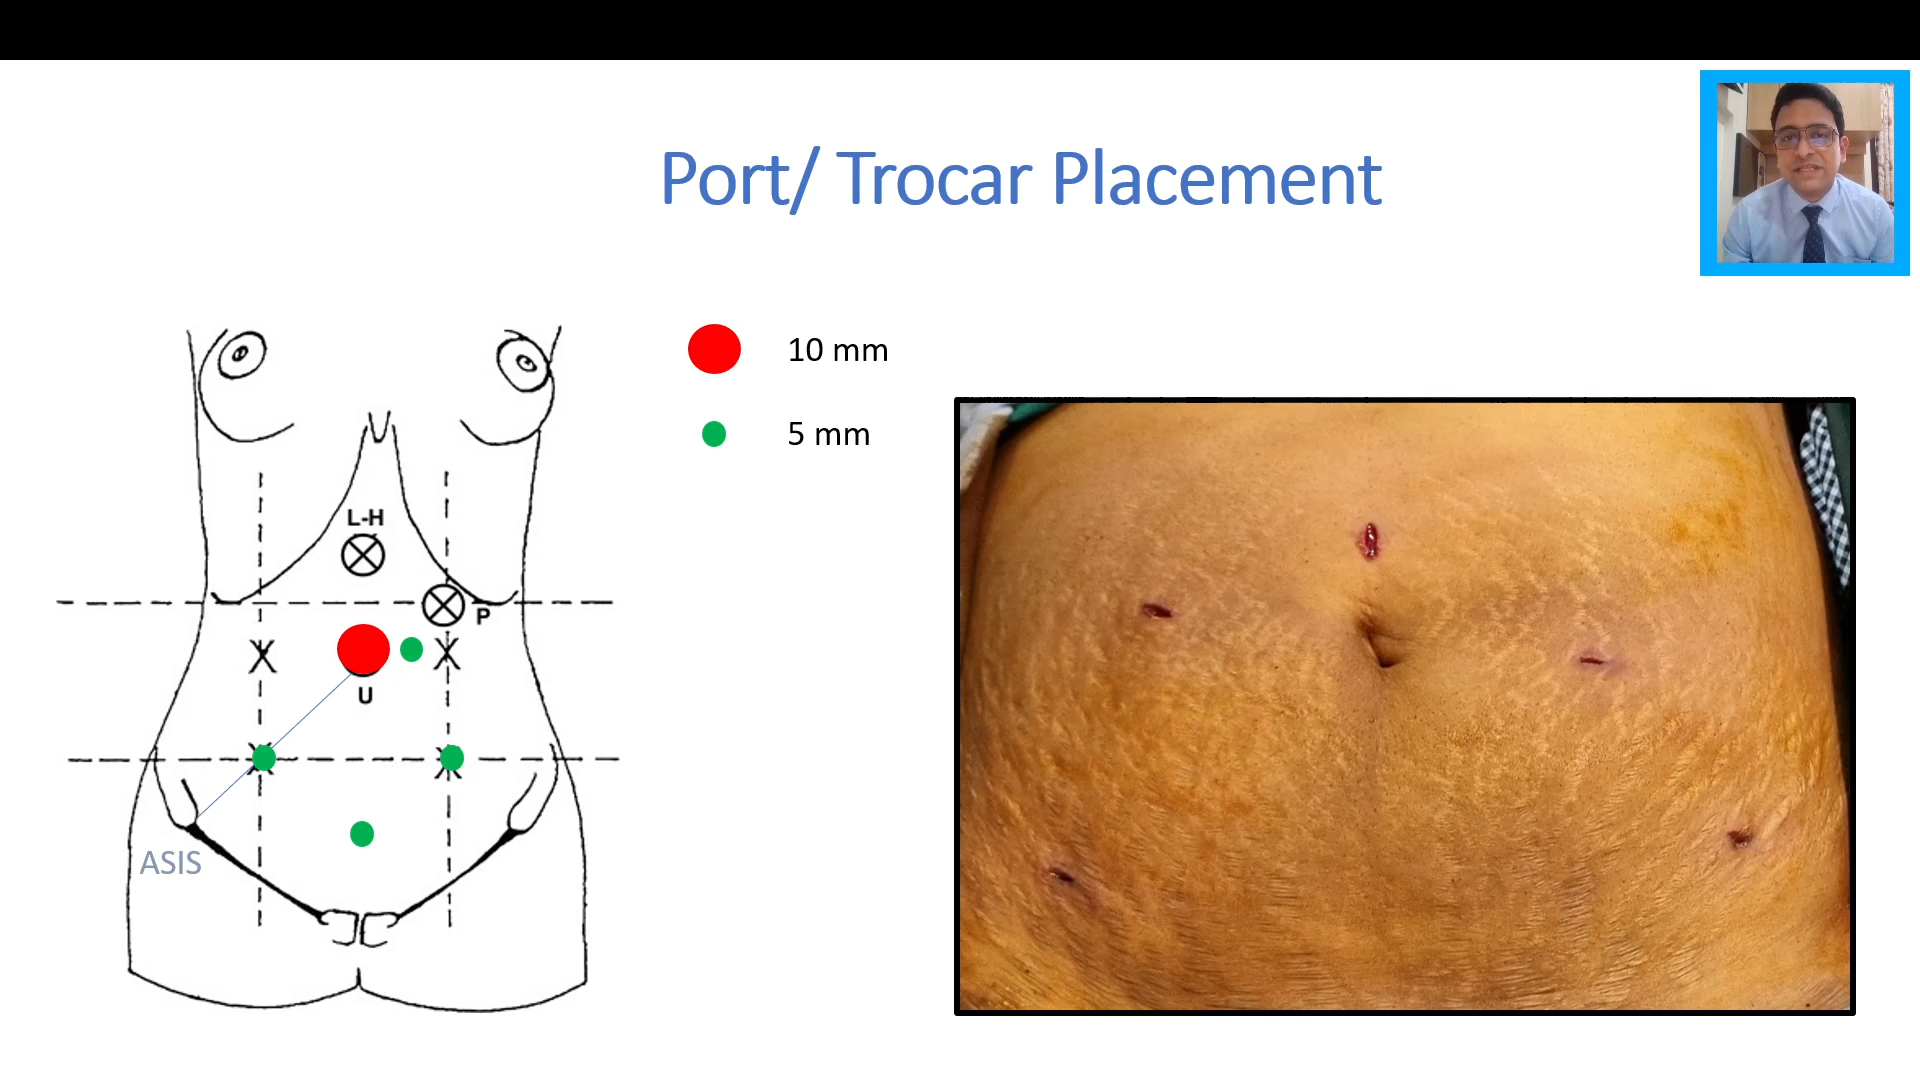 Port/ Trocar Placement
10 mm
5 mm
L-H
P
X
X
U
X
X
ASIS